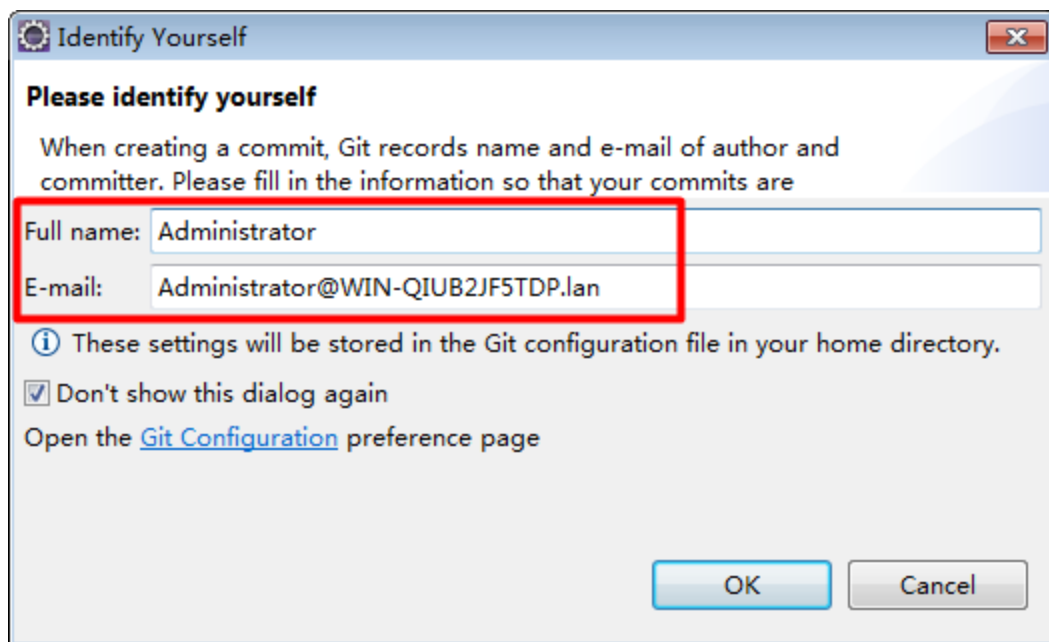 Identify Yourself
Please identify yourself
When creating a commit, Git records name and e-mail of author and
committer. Please fill in the information so that your commits are
Full name: Administrator
E-mail: Administrator@WIN-QIUB2JF5TDP.lan
These settings will be stored in the Git configuration file in your home directory.
Don't show this dialog again
Open the Git Configuration preference page
OK Cancel